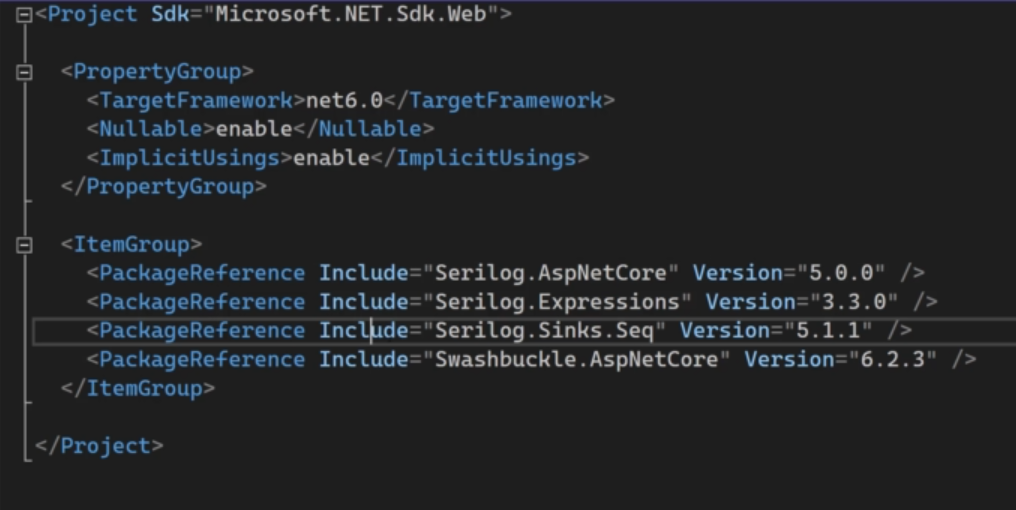 <Project Sdk="Microsoft.NET.Sdk.Web">
<PropertyGroup>
<TargetFramework>net6.0</TargetFramework>
<Nullable>enable</Nullable>
<ImplicitUsings>enable</ImplicitUsings>
</PropertyGroup>
<ItemGroup>
<PackageReference Include="Serilog.AspNetCore" Version="5.0.0" />
<PackageReference Include="Serilog.Expressions" Version="3.3.0" />
<PackageReference Include="Serilog.Sinks.Seq" Version="5.1.1" />
<PackageReference Include="Swashbuckle.AspNetCore" Version="6.2.3" />
</ItemGroup>
</Project>